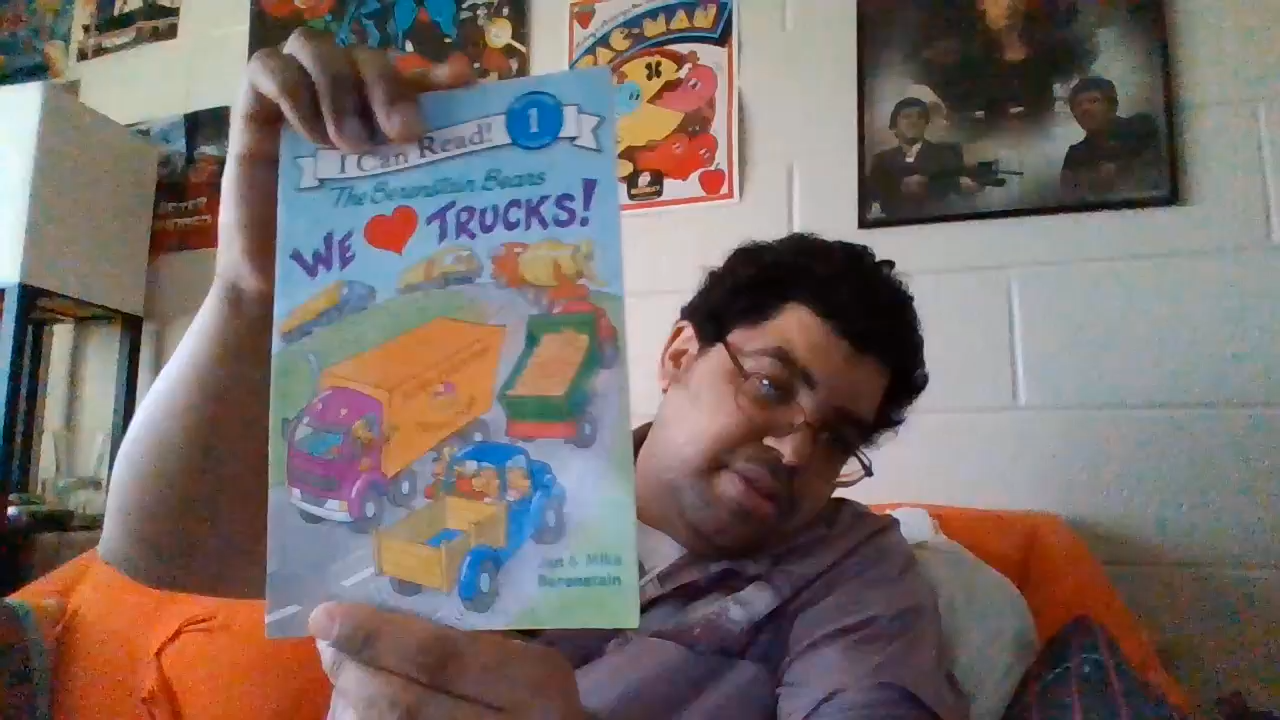 I Can Read! 1
The Berenstain Bears
WE TRUCKS!
Jan & Mike
Berenstain
PAC-MAN